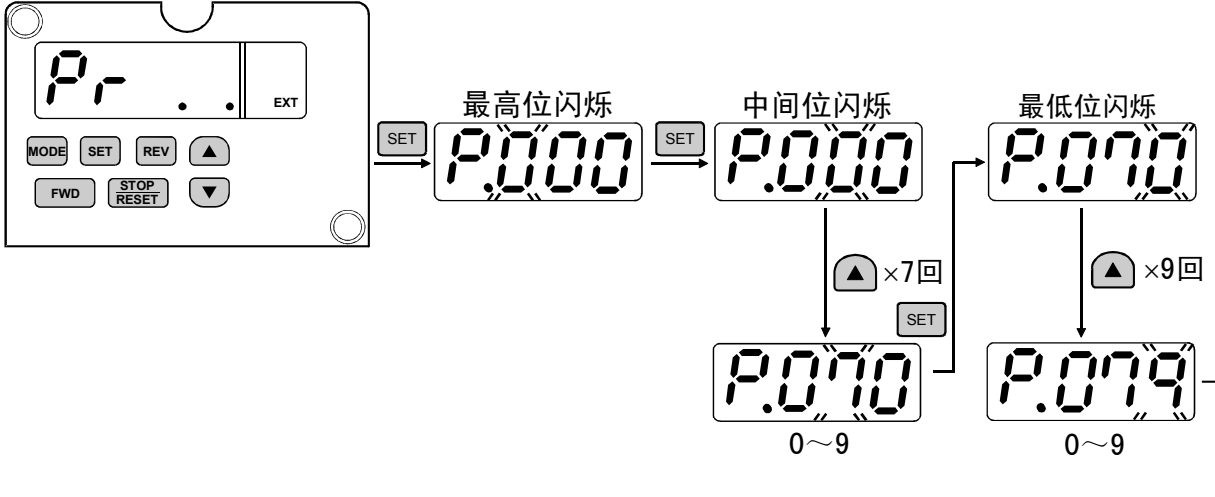 Pr . .
EXT
MODE SET REV ▲
FWD STOP RESET ▼
SET
最高位闪烁
P.000
SET
中间位闪烁
P.000
▲ ×7回
P.070
0～9
SET
最低位闪烁
P.070
▲ ×9回
P.079
0～9